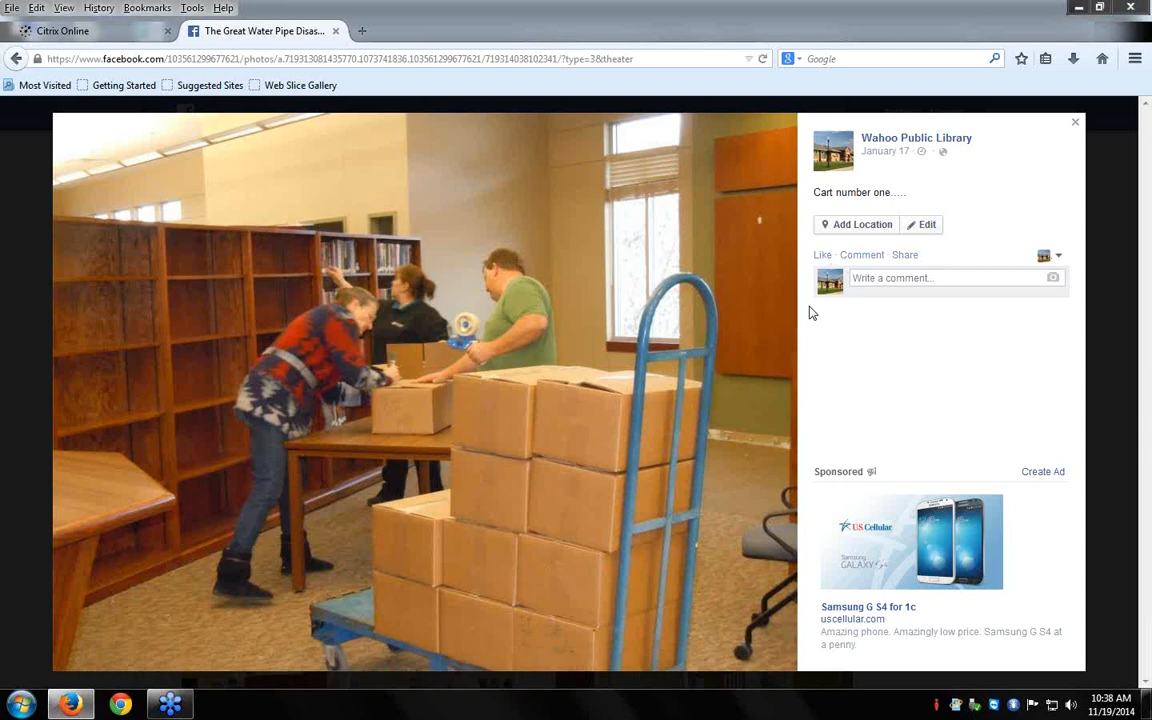 File Edit View History Bookmarks Tools Help
Citrix Online
The Great Water Pipe Disas...
https://www.facebook.com/103561299677621/photos/a.719313081435770.1073741836.103561299677621/719314038102341/?type=3&theater
Google
Most Visited Getting Started Suggested Sites Web Slice Gallery
Wahoo Public Library
January 17
Cart number one.....
Add Location Edit
Like · Comment · Share
Write a comment...
Sponsored Create Ad
US Cellular
Samsung
GALAXY S4
Samsung G S4 for 1c
uscellular.com
Amazing phone. Amazingly low price. Samsung G S4 at
a penny.
10:38 AM
11/19/2014